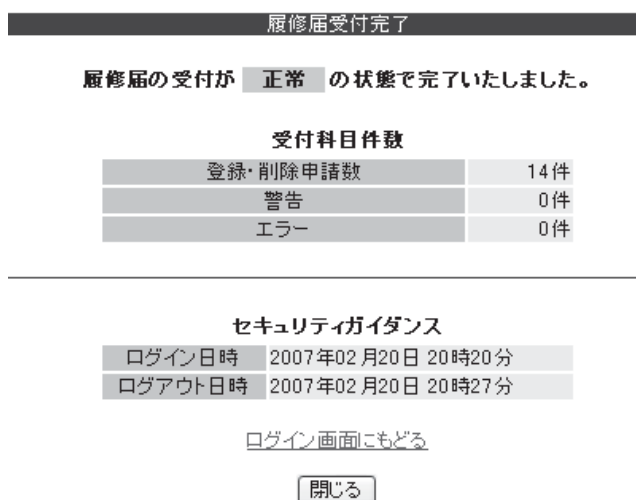 履修届受付完了
履修届の受付が 正常 の状態で完了いたしました。
受付科目件数
登録・削除申請数 14件
警告 0件
エラー 0件
セキュリティガイダンス
ログイン日時 2007年02月20日 20時20分
ログアウト日時 2007年02月20日 20時27分
ログイン画面にもどる
閉じる